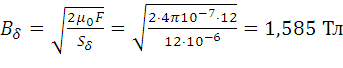 B_δ = √(2μ₀F / S_δ) = √(2·4π10⁻⁷·12 / 12·10⁻⁶) = 1,585 Тл